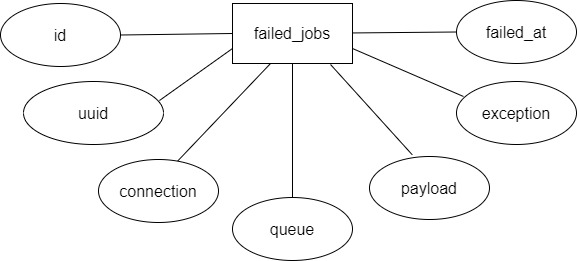 id
failed_jobs
failed_at
uuid
exception
connection
payload
queue